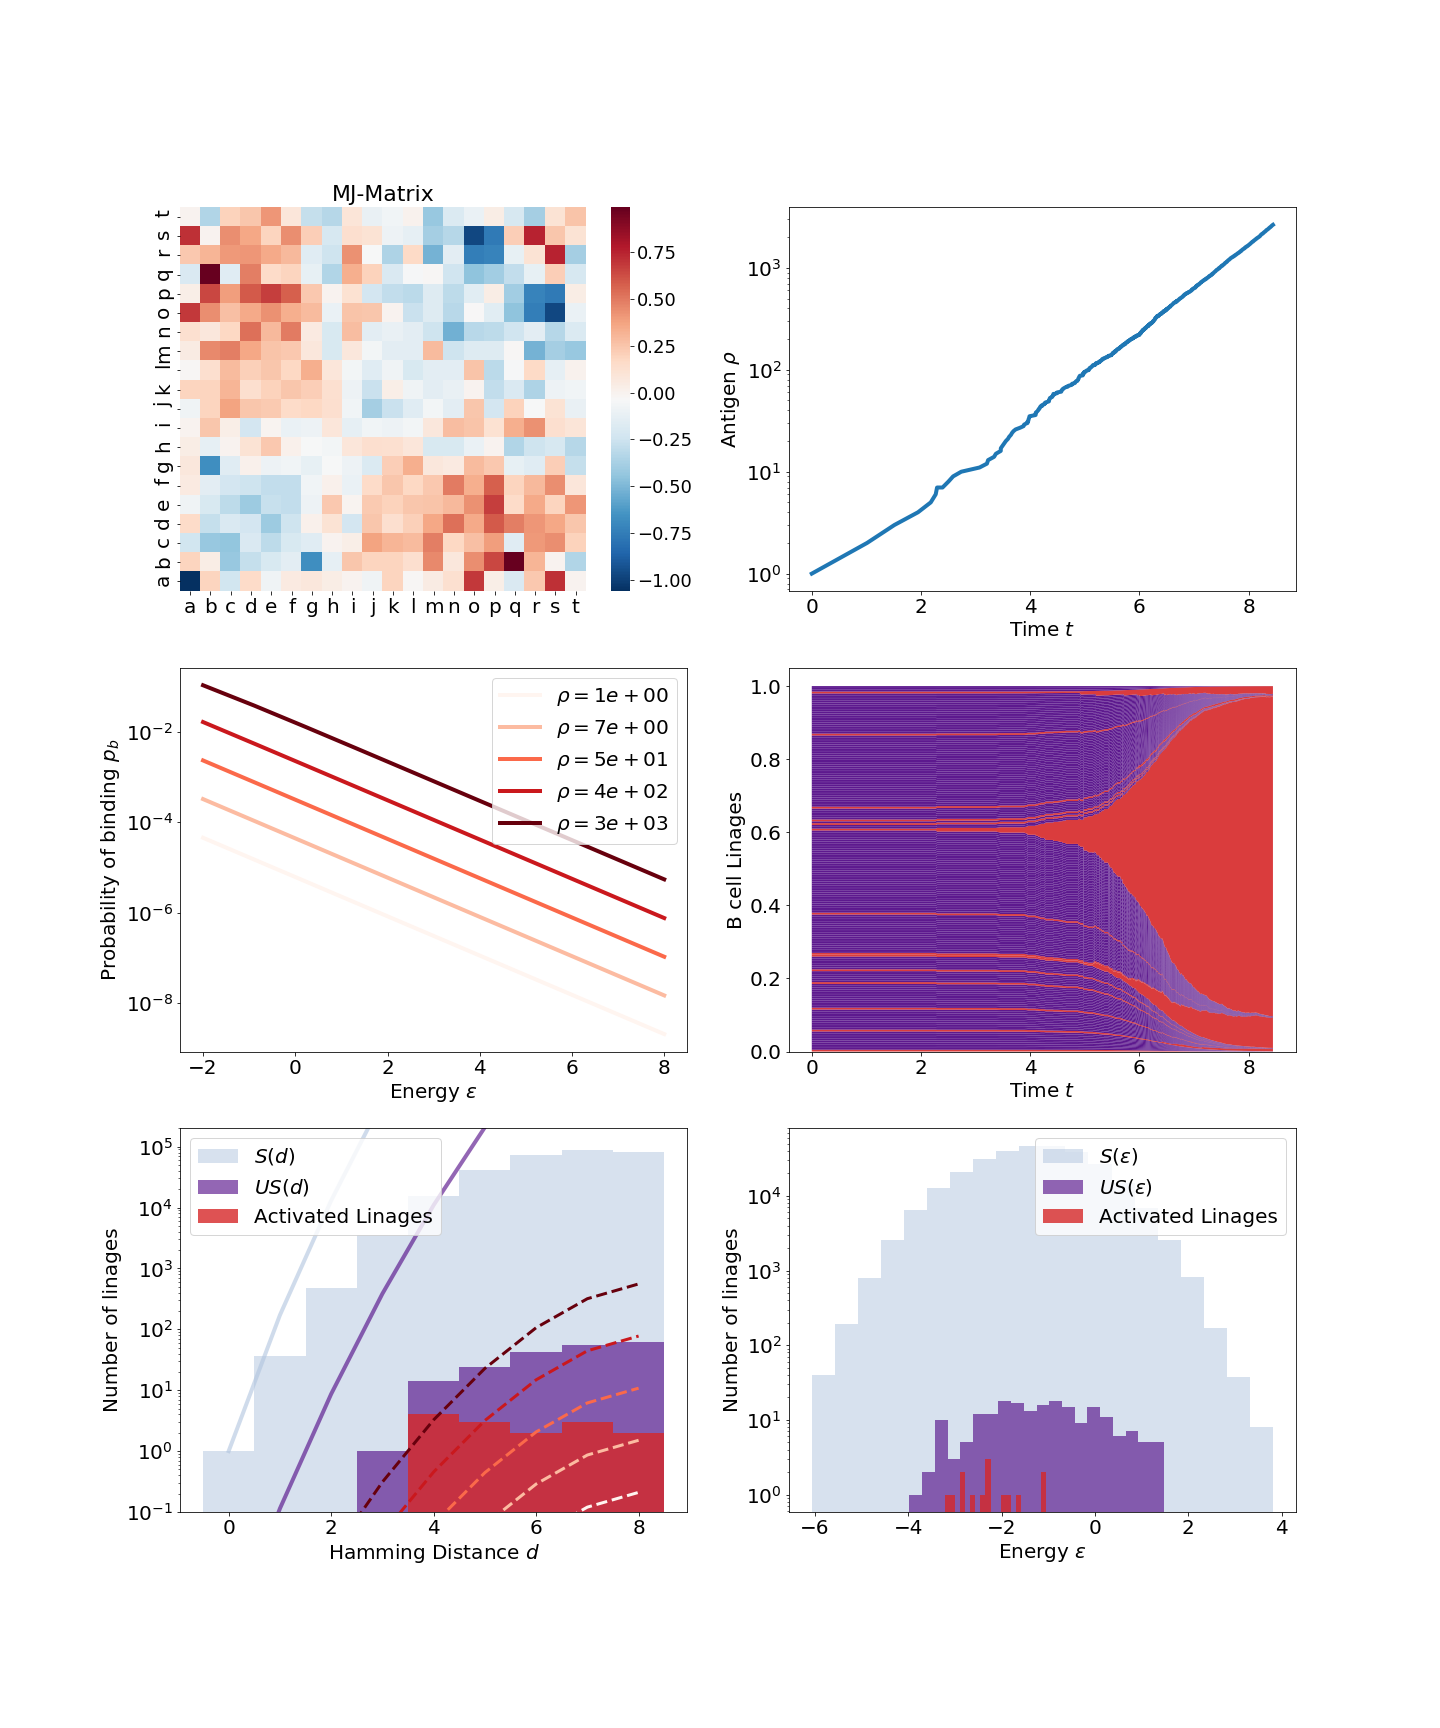 MJ-Matrix
t
s
r
q
p
o
n
m
l
k
j
i
h
g
f
e
d
c
b
a
a b c d e f g h i j k l m n o p q r s t
0.75
0.50
0.25
0.00
−0.25
−0.50
−0.75
−1.00
Antigen ρ
10³
10²
10¹
10⁰
0 2 4 6 8
Time t
Probability of binding p_b
10⁻²
10⁻⁴
10⁻⁶
10⁻⁸
ρ = 1e + 00
ρ = 7e + 00
ρ = 5e + 01
ρ = 4e + 02
ρ = 3e + 03
−2 0 2 4 6 8
Energy ε
B cell Linages
1.0
0.8
0.6
0.4
0.2
0.0
0 2 4 6 8
Time t
Number of linages
10⁵
10⁴
10³
10²
10¹
10⁰
10⁻¹
S(d)
US(d)
Activated Linages
0 2 4 6 8
Hamming Distance d
Number of linages
10⁴
10³
10²
10¹
10⁰
S(ε)
US(ε)
Activated Linages
−6 −4 −2 0 2 4
Energy ε